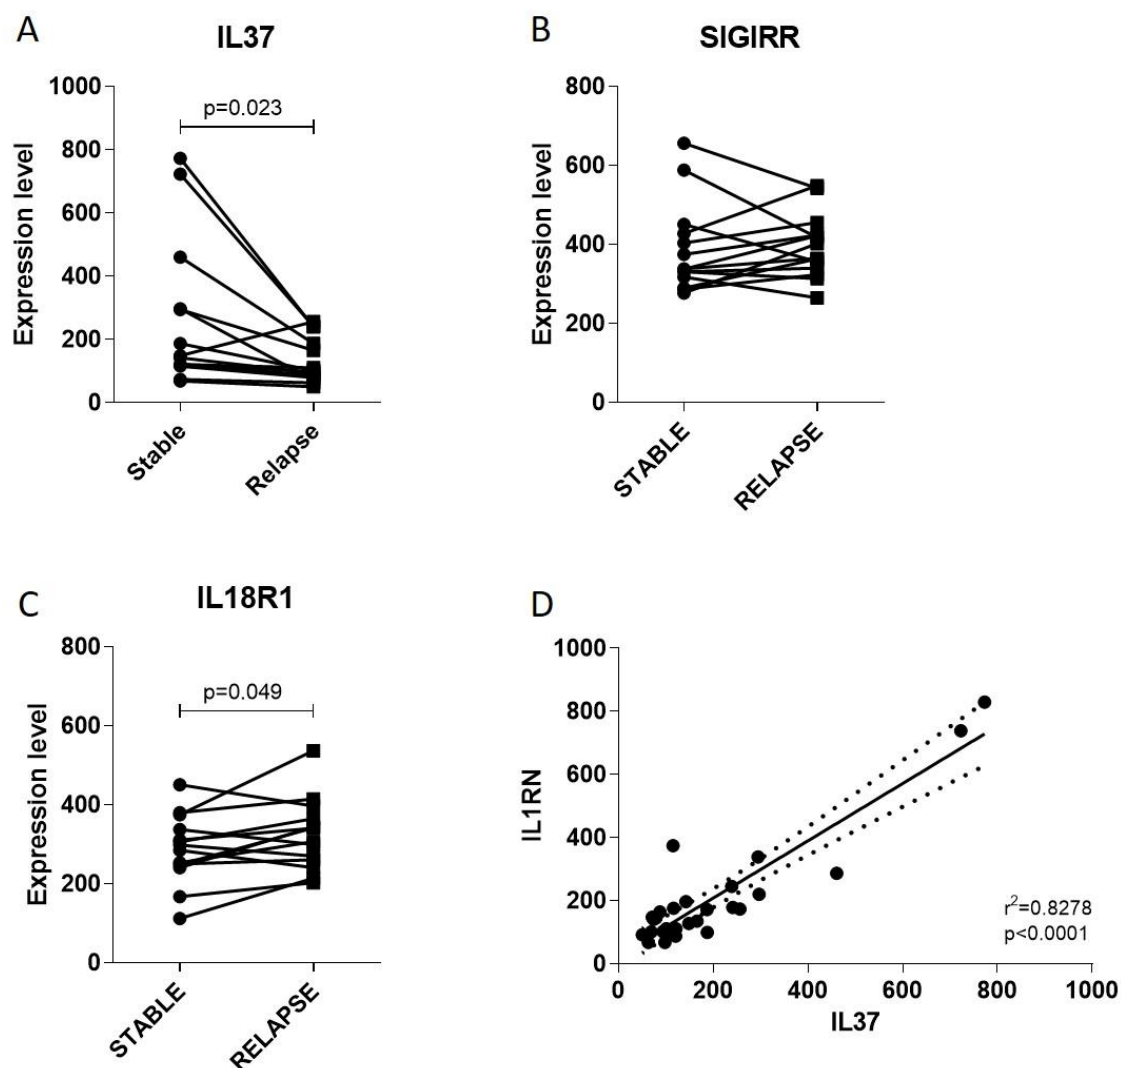 A
IL37
1000
800
600
400
200
0
Expression level
p=0.023
Stable
Relapse
B
SIGIRR
800
600
400
200
0
Expression level
STABLE
RELAPSE
C
IL18R1
800
600
400
200
0
Expression level
p=0.049
STABLE
RELAPSE
D
1000
800
600
400
200
0
IL1RN
r²=0.8278
p<0.0001
0 200 400 600 800 1000
IL37